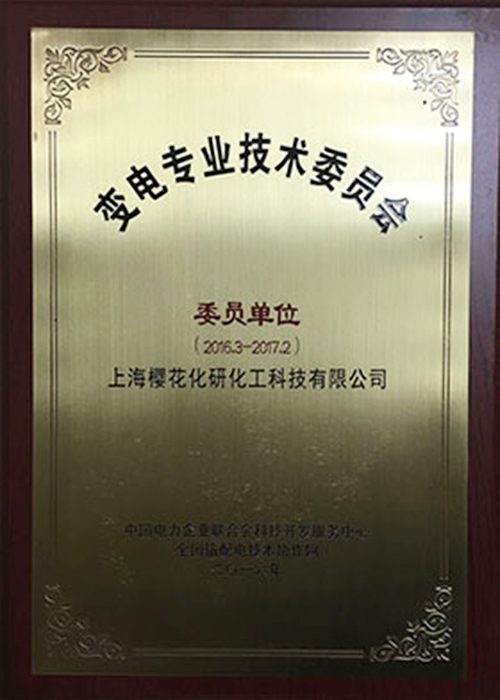 变电专业技术委员会
委员单位
(2016.3-2017.2)
上海樱花化研化工科技有限公司
中国电力企业联合会科技开发服务中心
全国输配电技术协作网
二〇一六年